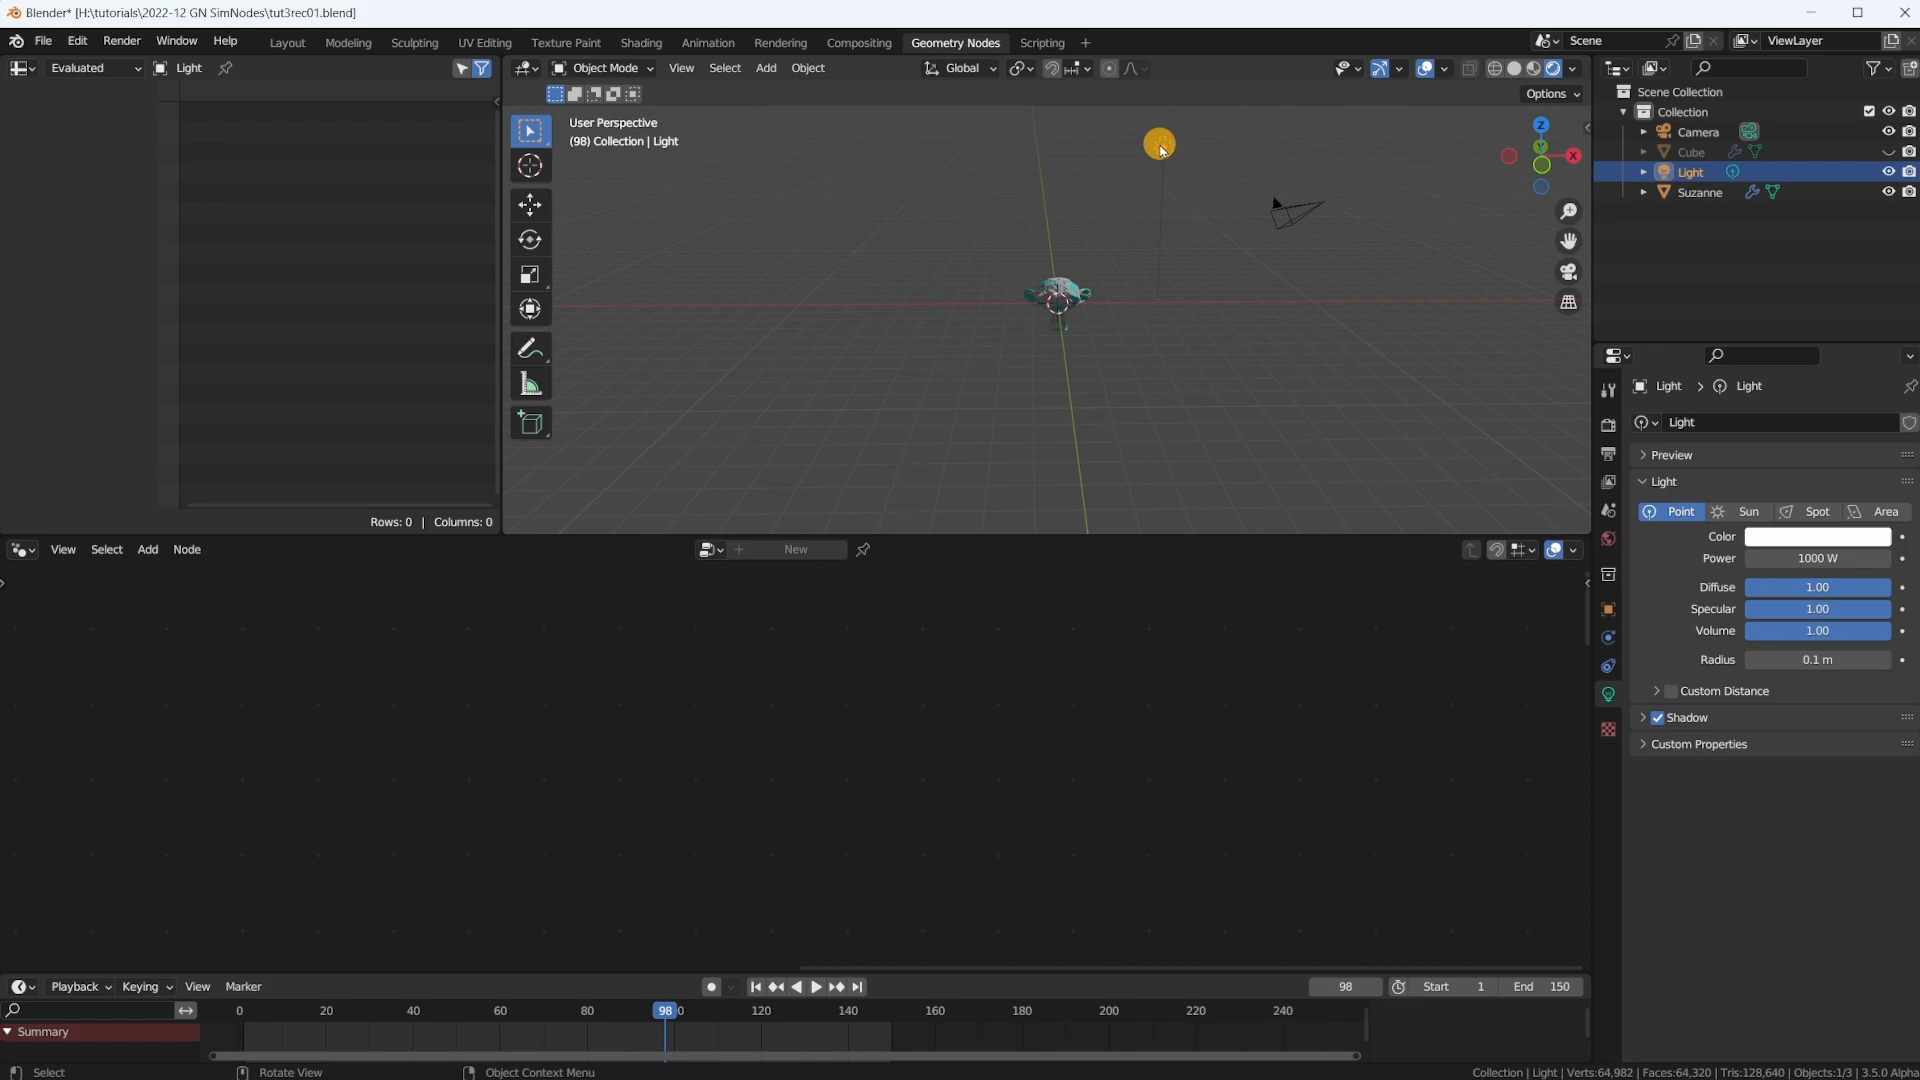 Blender* [H:\tutorials\2022-12 GN SimNodes\tut3rec01.blend]
File Edit Render Window Help Layout Modeling Sculpting UV Editing Texture Paint Shading Animation Rendering Compositing Geometry Nodes Scripting + Scene ViewLayer
Evaluated Light Object Mode View Select Add Object Global
Options
User Perspective
(98) Collection | Light
Z
Y
X
Scene Collection
Collection
Camera
Cube
Light
Suzanne
Light > Light
Light
Preview
Light
Point Sun Spot Area
Color
Power 1000 W
Diffuse 1.00
Specular 1.00
Volume 1.00
Radius 0.1 m
Custom Distance
Shadow
Custom Properties
Rows: 0 | Columns: 0
View Select Add Node New
Playback Keying View Marker 98 Start 1 End 150
0 20 40 60 80 98 0 120 140 160 180 200 220 240
Summary
Select Rotate View Object Context Menu Collection | Light | Verts:64,982 | Faces:64,320 | Tris:128,640 | Objects:1/3 | 3.5.0 Alpha